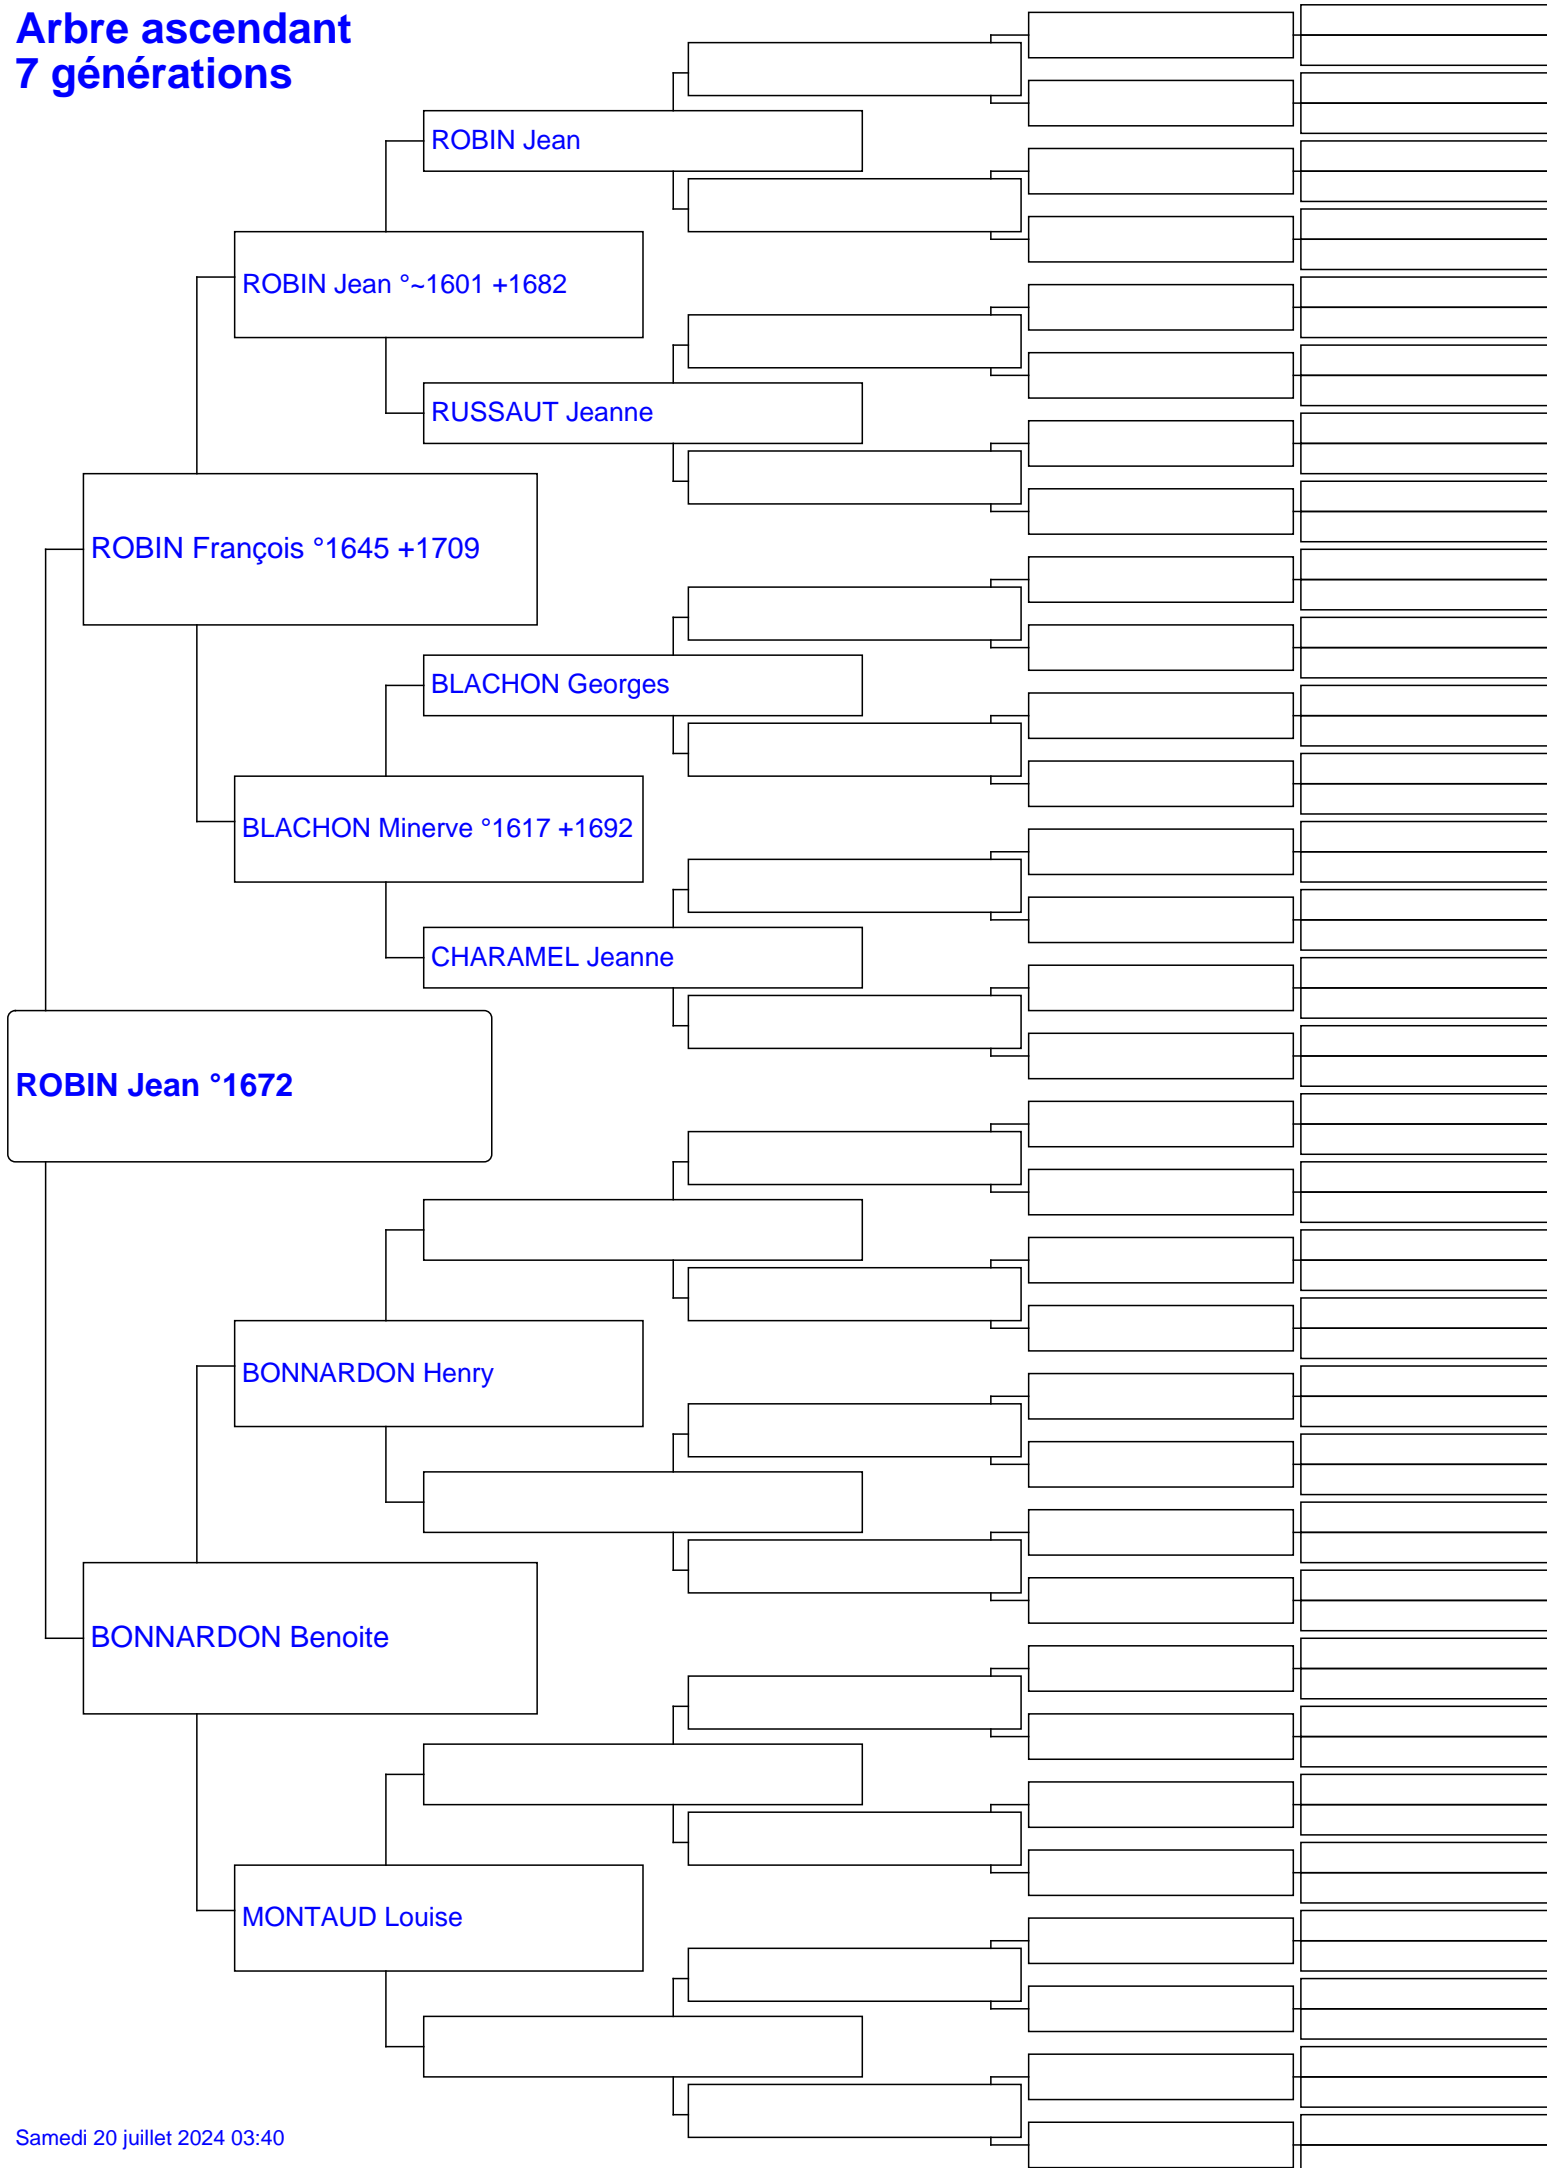 Arbre ascendant
7 générations
ROBIN Jean
ROBIN Jean °~1601 +1682
RUSSAUT Jeanne
ROBIN François °1645 +1709
BLACHON Georges
BLACHON Minerve °1617 +1692
CHARAMEL Jeanne
ROBIN Jean °1672
BONNARDON Henry
BONNARDON Benoite
MONTAUD Louise
Samedi 20 juillet 2024 03:40